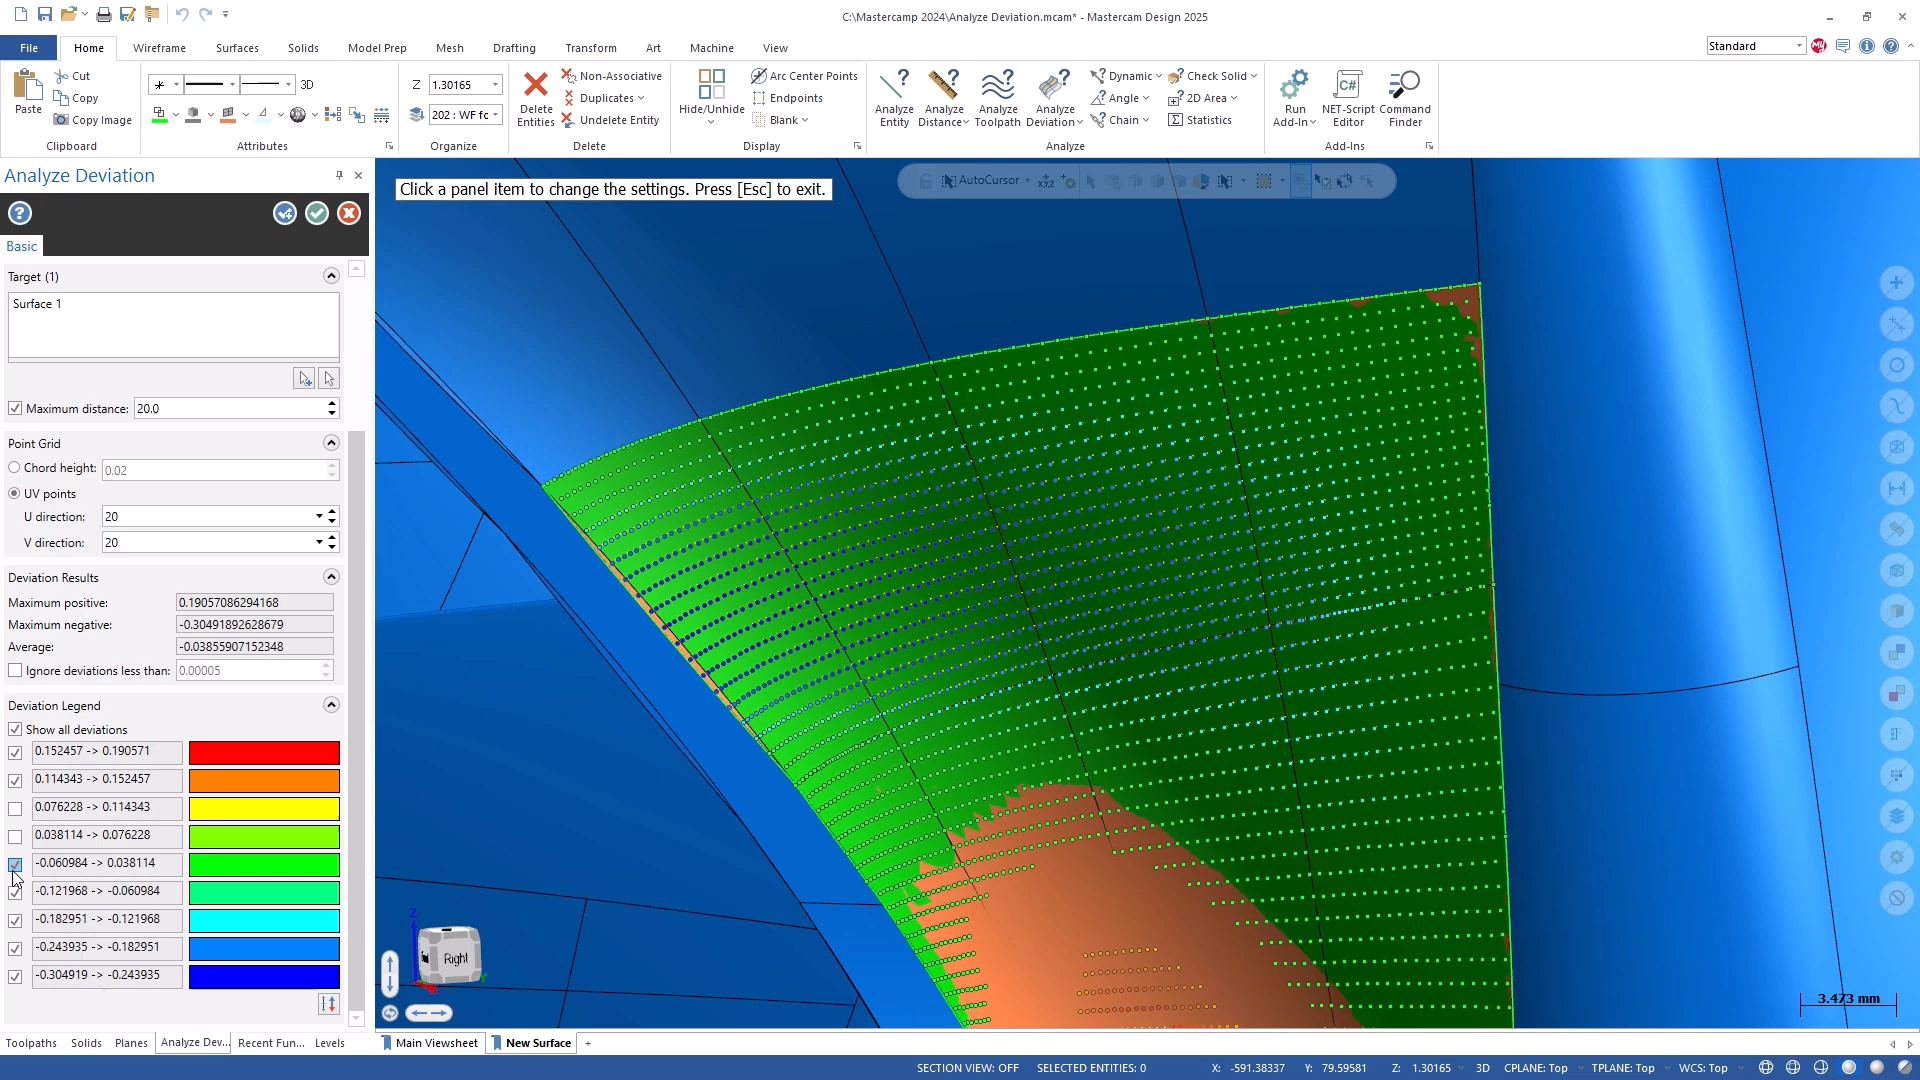 C:\Mastercamp 2024\Analyze Deviation.mcam* - Mastercam Design 2025
File Home Wireframe Surfaces Solids Model Prep Mesh Drafting Transform Art Machine View Standard
Paste
Cut
Copy
Copy Image
Clipboard
3D
Attributes
Z 1.30165
202 : WF fc
Organize
Delete Entities
Non-Associative
Duplicates
Undelete Entity
Delete
Hide/Unhide
Arc Center Points
Endpoints
Blank
Display
Analyze Entity
Analyze Distance
Analyze Toolpath
Analyze Deviation
Dynamic
Angle
Chain
Check Solid
2D Area
Statistics
Analyze
Run Add-In
NET-Script Editor
Command Finder
Add-Ins
Analyze Deviation
Basic
Target (1)
Surface 1
Maximum distance: 20.0
Point Grid
Chord height: 0.02
UV points
U direction: 20
V direction: 20
Deviation Results
Maximum positive: 0.19057086294168
Maximum negative: -0.30491892628679
Average: -0.03855907152348
Ignore deviations less than: 0.00005
Deviation Legend
Show all deviations
0.152457 -> 0.190571
0.114343 -> 0.152457
0.076228 -> 0.114343
0.038114 -> 0.076228
-0.060984 -> 0.038114
-0.121968 -> -0.060984
-0.182951 -> -0.121968
-0.243935 -> -0.182951
-0.304919 -> -0.243935
Click a panel item to change the settings. Press [Esc] to exit.
AutoCursor
Z
Right
3.473 mm
Toolpaths Solids Planes Analyze Dev... Recent Fun... Levels
Main Viewsheet New Surface +
SECTION VIEW: OFF SELECTED ENTITIES: 0 X: -591.38337 Y: 79.59581 Z: 1.30165 3D CPLANE: Top TPLANE: Top WCS: Top